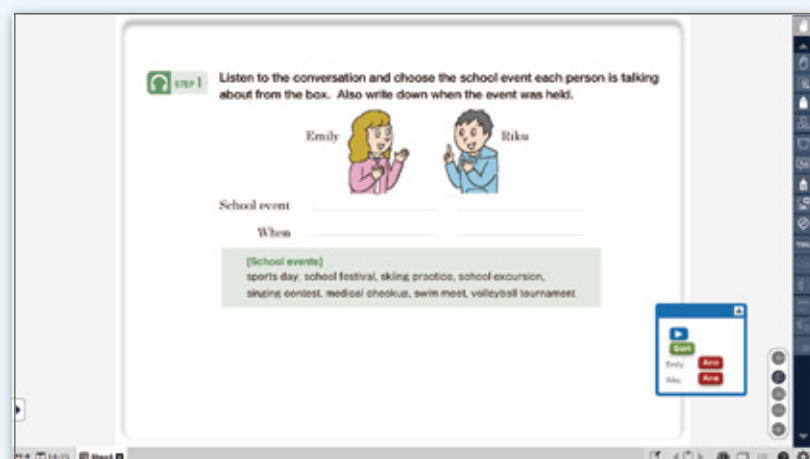 STEP 1
Listen to the conversation and choose the school event each person is talking
about from the box. Also write down when the event was held.
Emily
Riku
School event
When
[School events]
sports day, school festival, skiing practice, school excursion,
singing contest, medical checkup, swim meet, volleyball tournament
Emily: Ans
Riku: Ans